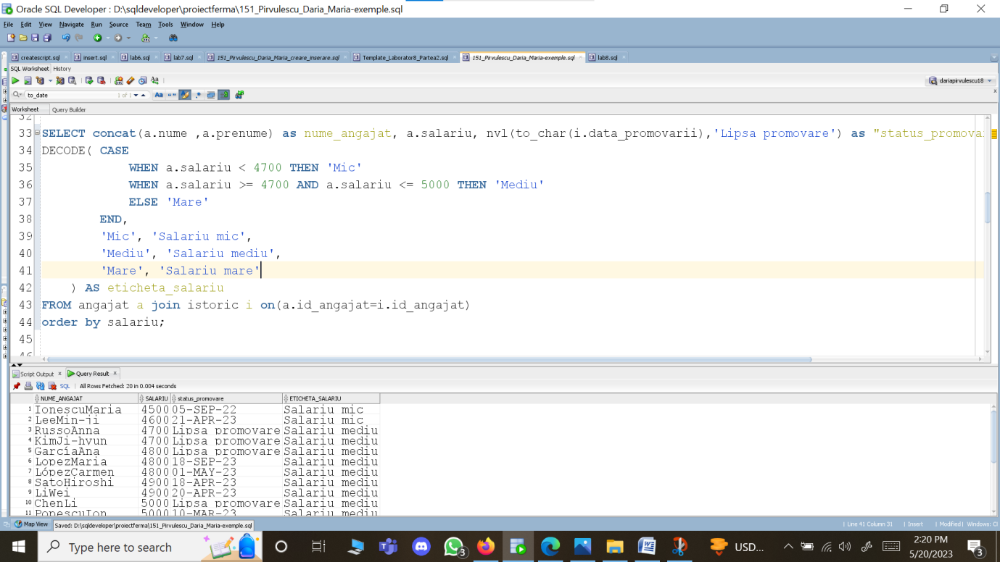 Oracle SQL Developer : D:\sqldeveloper\proiectferma\151_Pirvulescu_Daria_Maria-exemple.sql
File Edit View Navigate Run Source Team Tools Window Help
createscript.sql insert.sql lab6.sql lab7.sql 151_Pirvulescu_Daria_Maria_creare_inserare.sql Template_Laborator8_Partea2.sql 151_Pirvulescu_Daria_Maria-exemple.sql lab8.sql
SQL Worksheet History
dariapirvulescu18
to_date 1 of 1
Worksheet Query Builder
32
33 SELECT concat(a.nume ,a.prenume) as nume_angajat, a.salariu, nvl(to_char(i.data_promovarii),'Lipsa promovare') as "status_promovar
34 DECODE( CASE
35 WHEN a.salariu < 4700 THEN 'Mic'
36 WHEN a.salariu >= 4700 AND a.salariu <= 5000 THEN 'Mediu'
37 ELSE 'Mare'
38 END,
39 'Mic', 'Salariu mic',
40 'Mediu', 'Salariu mediu',
41 'Mare', 'Salariu mare'
42 ) AS eticheta_salariu
43 FROM angajat a join istoric i on(a.id_angajat=i.id_angajat)
44 order by salariu;
45
46
Script Output Query Result
SQL All Rows Fetched: 20 in 0.004 seconds
NUME_ANGAJAT SALARIU status_promovare ETICHETA_SALARIU
1 IonescuMaria 4500 05-SEP-22 Salariu mic
2 LeeMin-ji 4600 21-APR-23 Salariu mic
3 RussoAnna 4700 Lipsa promovare Salariu mediu
4 KimJi-hyun 4700 Lipsa promovare Salariu mediu
5 GarcíaAna 4800 Lipsa promovare Salariu mediu
6 LopezMaria 4800 18-SEP-23 Salariu mediu
7 LópezCarmen 4800 01-MAY-23 Salariu mediu
8 SatoHiroshi 4900 18-APR-23 Salariu mediu
9 LiWei 4900 20-APR-23 Salariu mediu
10 ChenLi 5000 Lipsa promovare Salariu mediu
11 PopescuIon 5000 10-MAR-23 Salariu mediu
Map View Saved: D:\sqldeveloper\proiectferma\151_Pirvulescu_Daria_Maria-exemple.sql
Line 41 Column 31 Insert Modified Windows: C
Type here to search
3
USD...
2:20 PM
5/20/2023
3